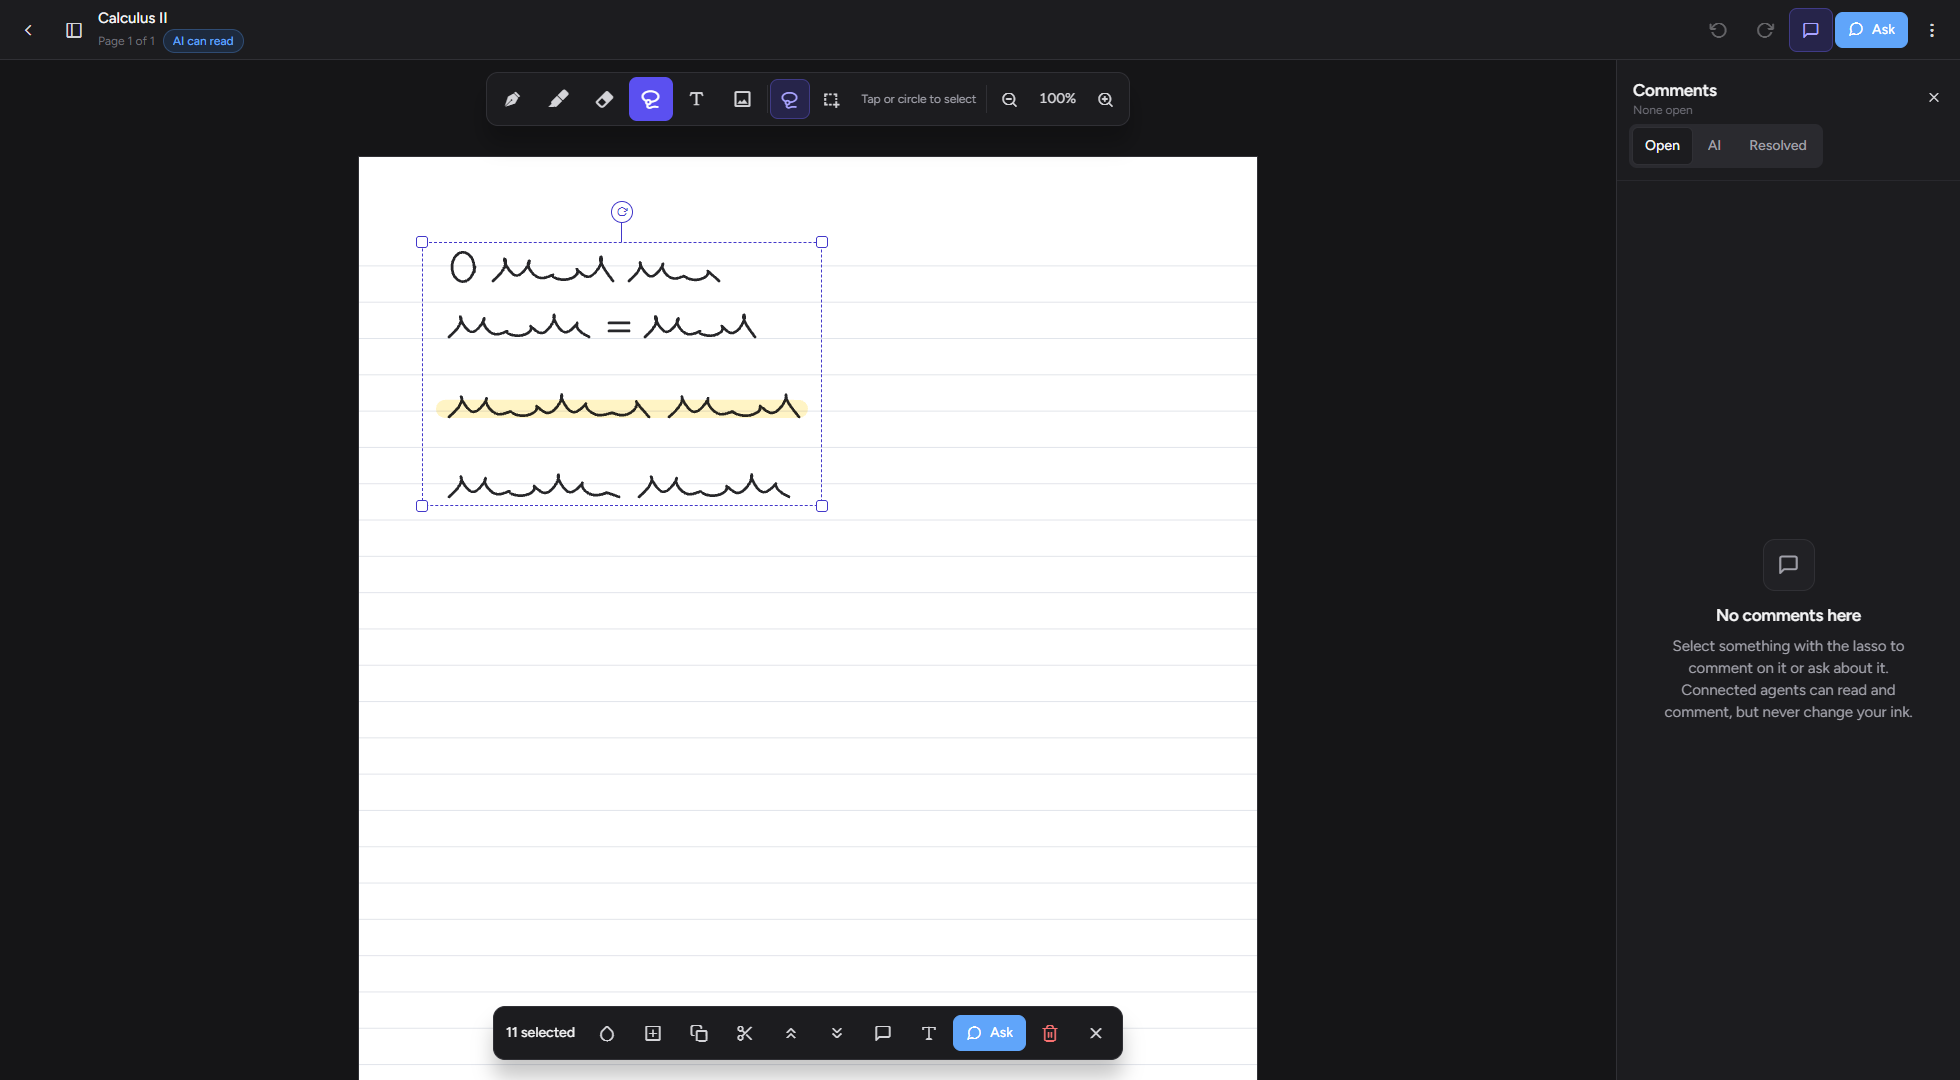 Calculus II
Page 1 of 1 AI can read
Ask
Tap or circle to select 100%
Comments
None open
Open AI Resolved
0
=
No comments here
Select something with the lasso to
comment on it or ask about it.
Connected agents can read and
comment, but never change your ink.
11 selected Ask